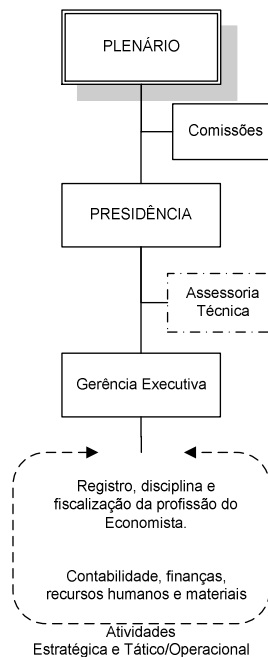 PLENÁRIO
Comissões
PRESIDÊNCIA
Assessoria
Técnica
Gerência Executiva
Registro, disciplina e
fiscalização da profissão do
Economista.
Contabilidade, finanças,
recursos humanos e materiais
Atividades
Estratégica e Tático/Operacional